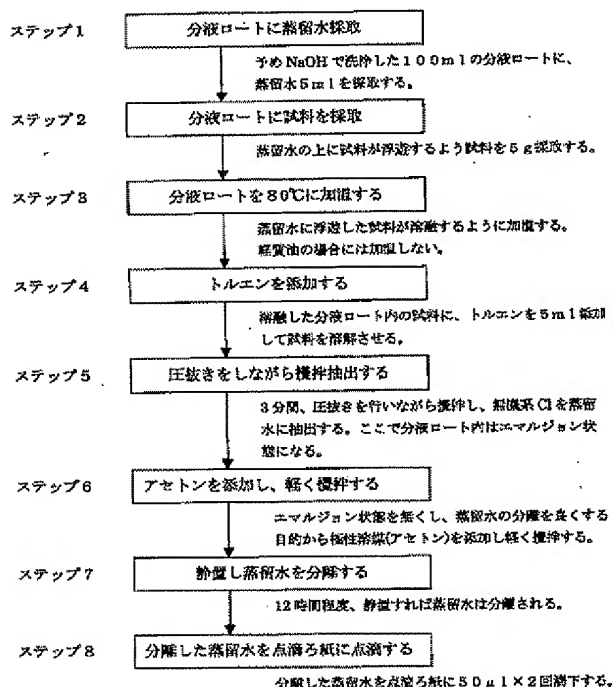 ステップ1
分液ロートに蒸留水採取
予め NaOH で洗浄した100mlの分液ロートに、
蒸留水5mlを採取する。
ステップ2
分液ロートに試料を採取
蒸留水の上に試料が浮遊するよう試料を5g採取する。
ステップ3
分液ロートを80℃に加温する
蒸留水に浮遊した試料が溶融するように加温する。
軽質油の場合には加温しない。
ステップ4
トルエンを添加する
溶融した分液ロート内の試料に、トルエンを5ml添加
して試料を溶解させる。
ステップ5
圧抜きをしながら攪拌抽出する
3分間、圧抜きを行いながら攪拌し、無機系Clを蒸留
水に抽出する。ここで分液ロート内はエマルジョン状
態になる。
ステップ6
アセトンを添加し、軽く攪拌する
エマルジョン状態を無くし、蒸留水の分離を良くする
目的から極性溶媒(アセトン)を添加し軽く攪拌する。
ステップ7
静置し蒸留水を分離する
12時間程度、静置すれば蒸留水は分離される。
ステップ8
分離した蒸留水を点滴ろ紙に点滴する
分離した蒸留水を点滴ろ紙に50μl×2回滴下する。